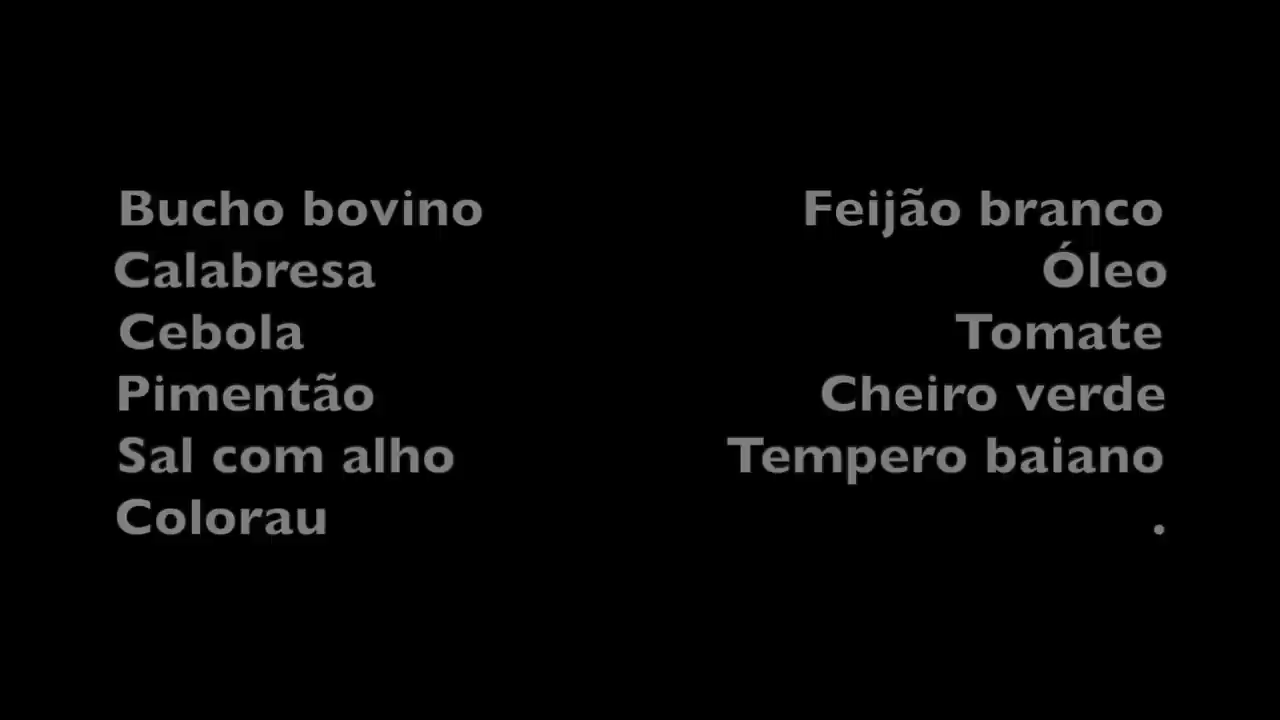 Bucho bovino
Feijão branco
Calabresa
Óleo
Cebola
Tomate
Pimentão
Cheiro verde
Sal com alho
Tempero baiano
Colorau
.